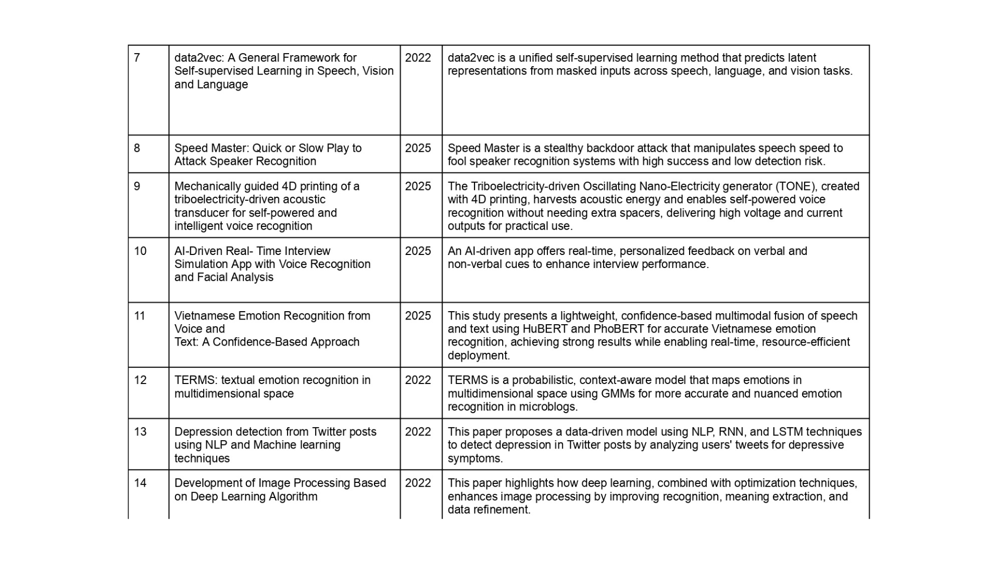 7
data2vec: A General Framework for
Self-supervised Learning in Speech, Vision
and Language
2022
data2vec is a unified self-supervised learning method that predicts latent
representations from masked inputs across speech, language, and vision tasks.
8
Speed Master: Quick or Slow Play to
Attack Speaker Recognition
2025
Speed Master is a stealthy backdoor attack that manipulates speech speed to
fool speaker recognition systems with high success and low detection risk.
9
Mechanically guided 4D printing of a
triboelectricity-driven acoustic
transducer for self-powered and
intelligent voice recognition
2025
The Triboelectricity-driven Oscillating Nano-Electricity generator (TONE), created
with 4D printing, harvests acoustic energy and enables self-powered voice
recognition without needing extra spacers, delivering high voltage and current
outputs for practical use.
10
AI-Driven Real- Time Interview
Simulation App with Voice Recognition
and Facial Analysis
2025
An AI-driven app offers real-time, personalized feedback on verbal and
non-verbal cues to enhance interview performance.
11
Vietnamese Emotion Recognition from
Voice and
Text: A Confidence-Based Approach
2025
This study presents a lightweight, confidence-based multimodal fusion of speech
and text using HuBERT and PhoBERT for accurate Vietnamese emotion
recognition, achieving strong results while enabling real-time, resource-efficient
deployment.
12
TERMS: textual emotion recognition in
multidimensional space
2022
TERMS is a probabilistic, context-aware model that maps emotions in
multidimensional space using GMMs for more accurate and nuanced emotion
recognition in microblogs.
13
Depression detection from Twitter posts
using NLP and Machine learning
techniques
2022
This paper proposes a data-driven model using NLP, RNN, and LSTM techniques
to detect depression in Twitter posts by analyzing users' tweets for depressive
symptoms.
14
Development of Image Processing Based
on Deep Learning Algorithm
2022
This paper highlights how deep learning, combined with optimization techniques,
enhances image processing by improving recognition, meaning extraction, and
data refinement.